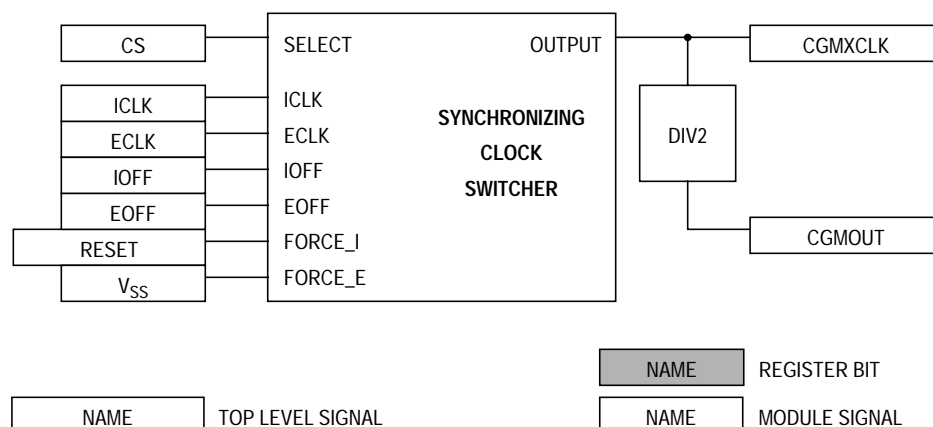 CS SELECT OUTPUT CGMXCLK
ICLK ICLK
ECLK ECLK
SYNCHRONIZING
CLOCK
SWITCHER
DIV2
IOFF IOFF
EOFF EOFF
RESET FORCE_I
CGMOUT
VSS FORCE_E
NAME REGISTER BIT
NAME TOP LEVEL SIGNAL
NAME MODULE SIGNAL